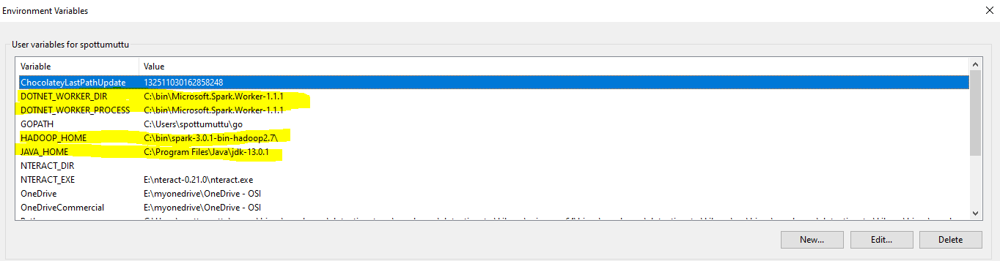 Environment Variables
User variables for spottumuttu
Variable Value
ChocolateyLastPathUpdate 132511030162858248
DOTNET_WORKER_DIR C:\bin\Microsoft.Spark.Worker-1.1.1
DOTNET_WORKER_PROCESS C:\bin\Microsoft.Spark.Worker-1.1.1
GOPATH C:\Users\spottumuttu\go
HADOOP_HOME C:\bin\spark-3.0.1-bin-hadoop2.7\
JAVA_HOME C:\Program Files\Java\jdk-13.0.1
NTERACT_DIR
NTERACT_EXE E:\nteract-0.21.0\nteract.exe
OneDrive E:\myonedrive\OneDrive - OSI
OneDriveCommercial E:\myonedrive\OneDrive - OSI
New... Edit... Delete